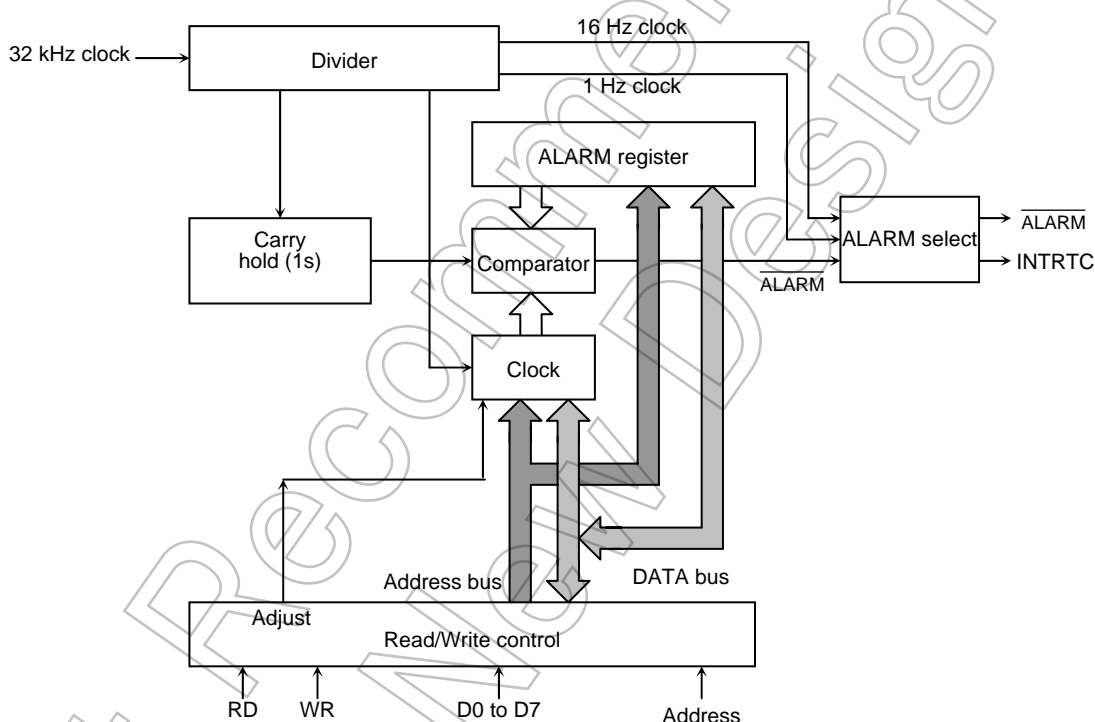 16 Hz clock
32 kHz clock
Divider
1 Hz clock
ALARM register
Carry
hold (1s)
Comparator
ALARM select
ALARM
INTRTC
ALARM
Clock
Address bus
DATA bus
Adjust
Read/Write control
RD
WR
D0 to D7
Address